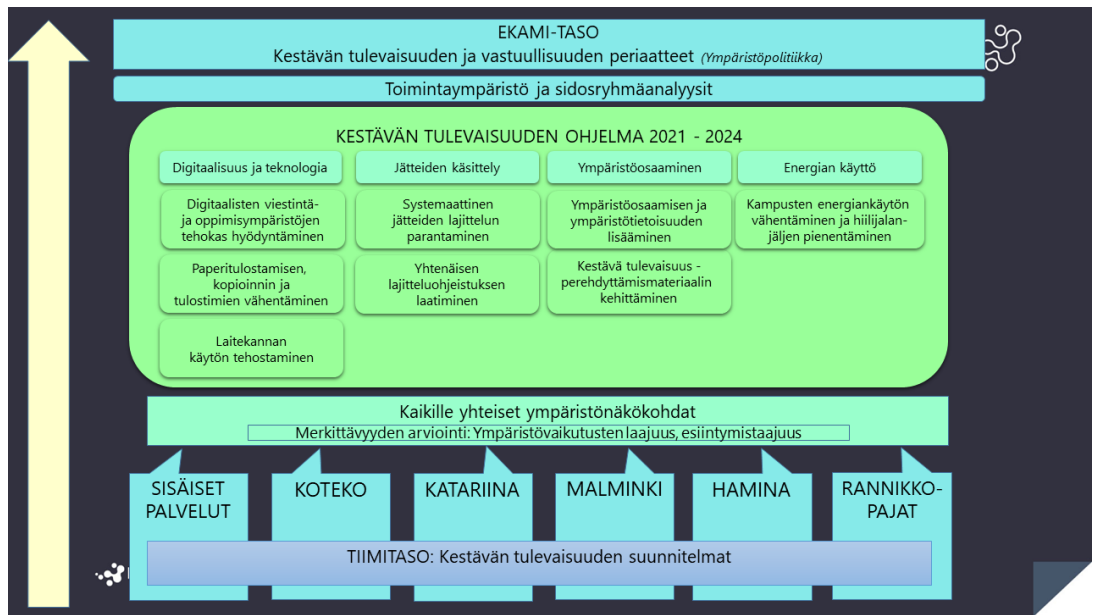 EKAMI-TASO
Kestävän tulevaisuuden ja vastuullisuuden periaatteet (Ympäristöpolitiikka)
Toimintaympäristö ja sidosryhmäanalyysit
KESTÄVÄN TULEVAISUUDEN OHJELMA 2021 - 2024
Digitaalisuus ja teknologia
Digitaalisten viestintä-
ja oppimisympäristöjen
tehokas hyödyntäminen
Paperitulostamisen,
kopioinnin ja
tulostimien vähentäminen
Laitekannan
käytön tehostaminen
Jätteiden käsittely
Systemaattinen
jätteiden lajittelun
parantaminen
Yhtenäisen
lajitteluohjeistuksen
laatiminen
Ympäristöosaaminen
Ympäristöosaamisen ja
ympäristötietoisuuden
lisääminen
Kestävä tulevaisuus -
perehdyttämismateriaalin
kehittäminen
Energian käyttö
Kampusten energiankäytön
vähentäminen ja hiilijalan-
jäljen pienentäminen
Kaikille yhteiset ympäristönäkökohdat
Merkittävyyden arviointi: Ympäristövaikutusten laajuus, esiintymistaajuus
SISÄISET
PALVELUT
KOTEKO
KATARIINA
MALMINKI
HAMINA
RANNIKKO-
PAJAT
TIIMITASO: Kestävän tulevaisuuden suunnitelmat